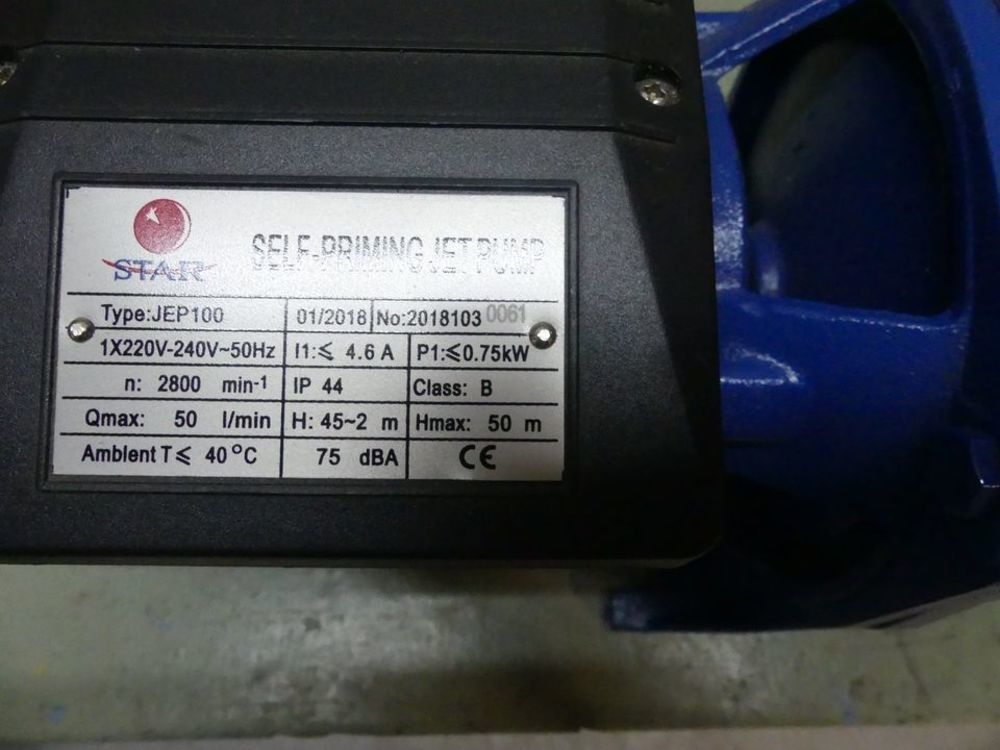 STAR
SELF-PRIMING JET PUMP
Type:JEP100 01/2018 No:2018103 0061
1X220V-240V~50Hz I1:≤ 4.6 A P1:≤0.75kW
n: 2800 min-1 IP 44 Class: B
Qmax: 50 l/min H: 45~2 m Hmax: 50 m
Ambient T≤ 40°C 75 dBA CE